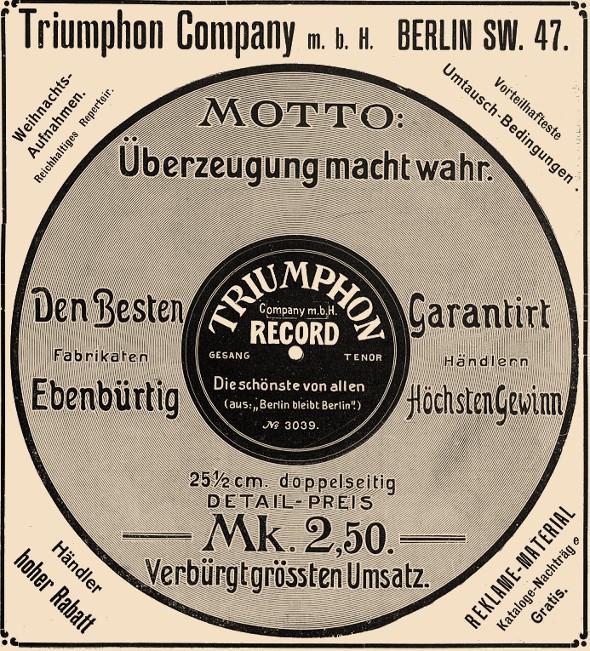 Triumphon Company m. b. H. BERLIN SW. 47.
Weihnachts-
Aufnahmen.
Reichhaltiges Reperteir.
Vorteilhafteste
Umtausch-Bedingungen.
MOTTO:
Überzeugung macht wahr.
Den Besten
Fabrikaten
Ebenbürtig
TRIUMPHON
Company m.b.H.
RECORD
GESANG TENOR
Die schönste von allen
(aus: „Berlin bleibt Berlin")
№ 3039.
Garantirt
Händlern
Höchsten Gewinn
25½ cm. doppelseitig
DETAIL-PREIS
Mk. 2,50.
Verbürgt grössten Umsatz.
Händler
hoher Rabatt
REKLAME-MATERIAL
Kataloge-Nachträge
Gratis.